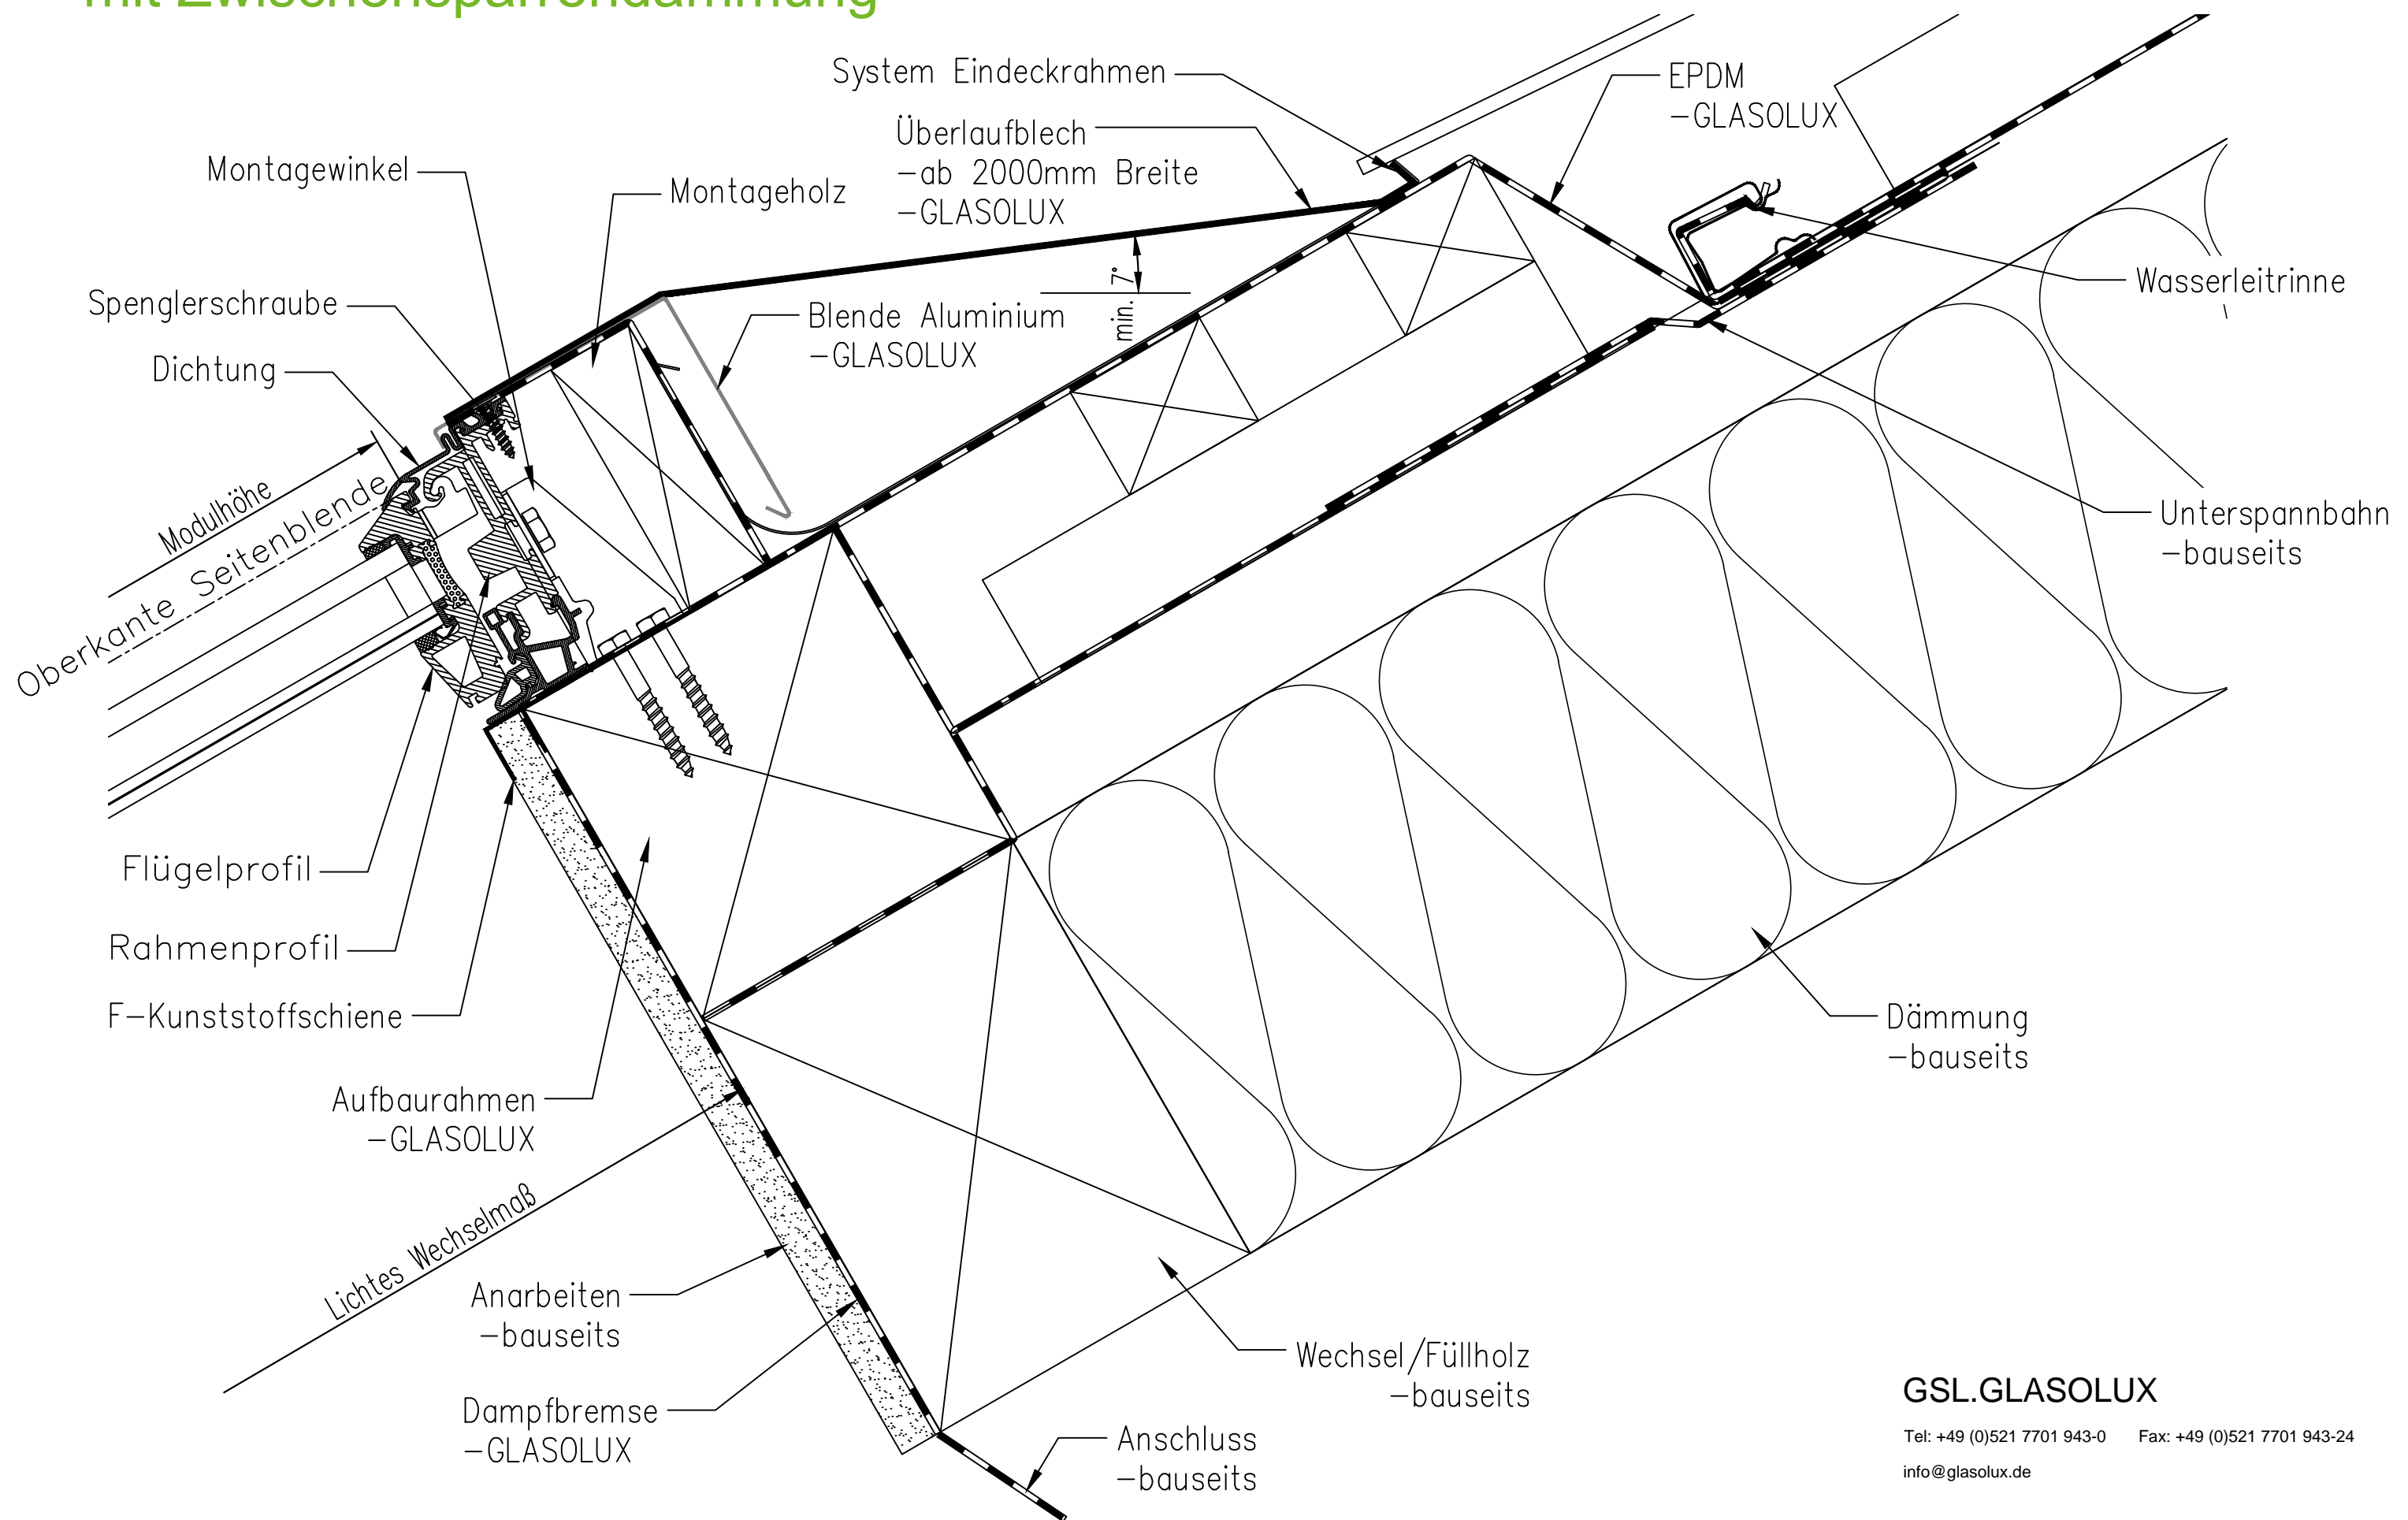 mit Zwischensparrendämmung
System Eindeckrahmen
EPDM
-GLASOLUX
Überlaufblech
-ab 2000mm Breite
-GLASOLUX
Montagewinkel
Montageholz
Spenglerschraube
Blende Aluminium
-GLASOLUX
min. 7°
Wasserleitrinne
Dichtung
Modulhöhe
Oberkante Seitenblende
Unterspannbahn
-bauseits
Flügelprofil
Rahmenprofil
F-Kunststoffschiene
Dämmung
-bauseits
Aufbaurahmen
-GLASOLUX
Lichtes Wechselmaß
Anarbeiten
-bauseits
Wechsel/Füllholz
-bauseits
Dampfbremse
-GLASOLUX
Anschluss
-bauseits
GSL.GLASOLUX
Tel: +49 (0)521 7701 943-0 Fax: +49 (0)521 7701 943-24
info@glasolux.de